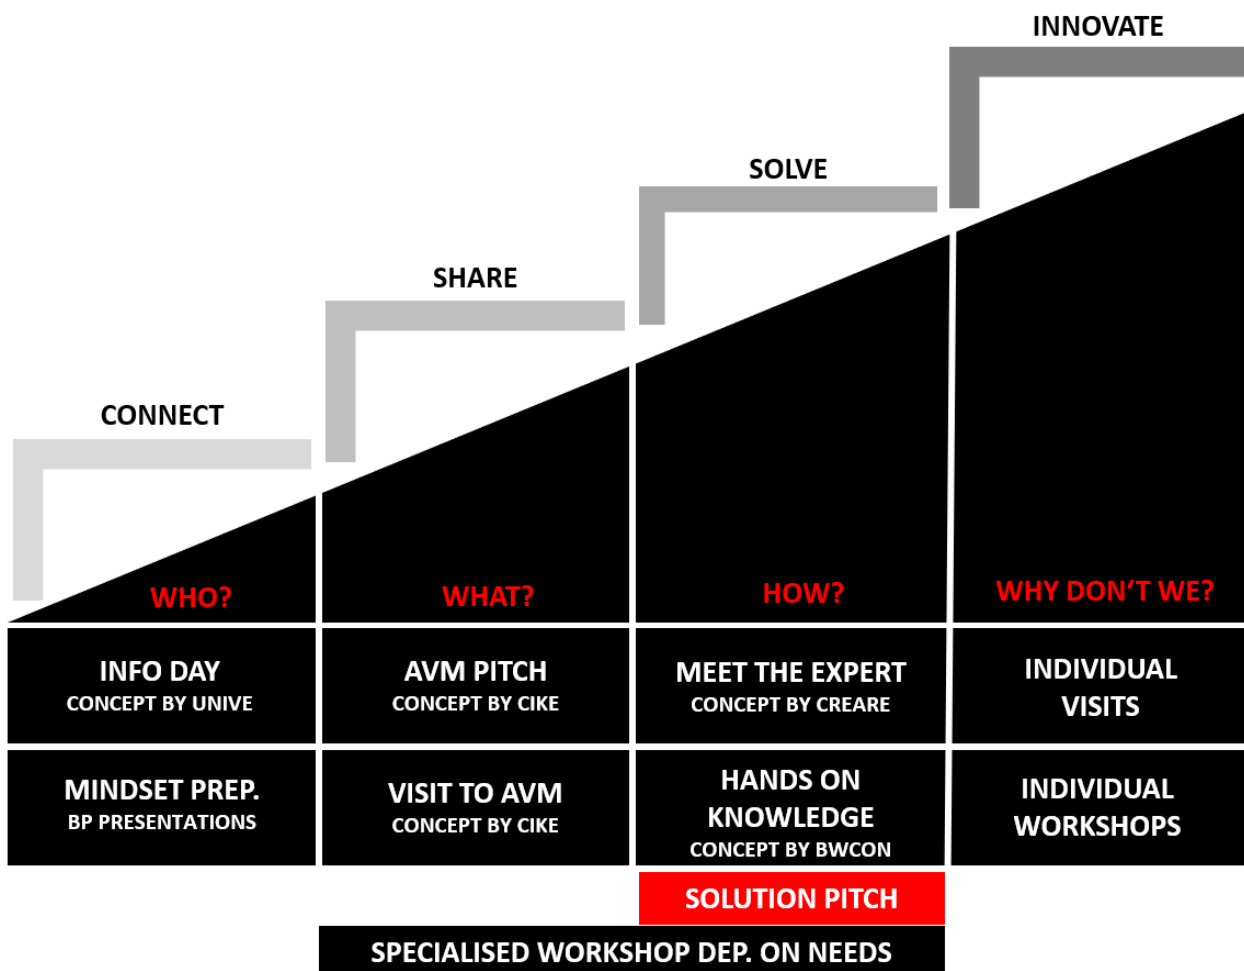 INNOVATE
SOLVE
SHARE
CONNECT
WHO?
WHAT?
HOW?
WHY DON‘T WE?
INFO DAY
CONCEPT BY UNIVE
AVM PITCH
CONCEPT BY CIKE
MEET THE EXPERT
CONCEPT BY CREARE
INDIVIDUAL
VISITS
MINDSET PREP.
BP PRESENTATIONS
VISIT TO AVM
CONCEPT BY CIKE
HANDS ON
KNOWLEDGE
CONCEPT BY BWCON
INDIVIDUAL
WORKSHOPS
SOLUTION PITCH
SPECIALISED WORKSHOP DEP. ON NEEDS